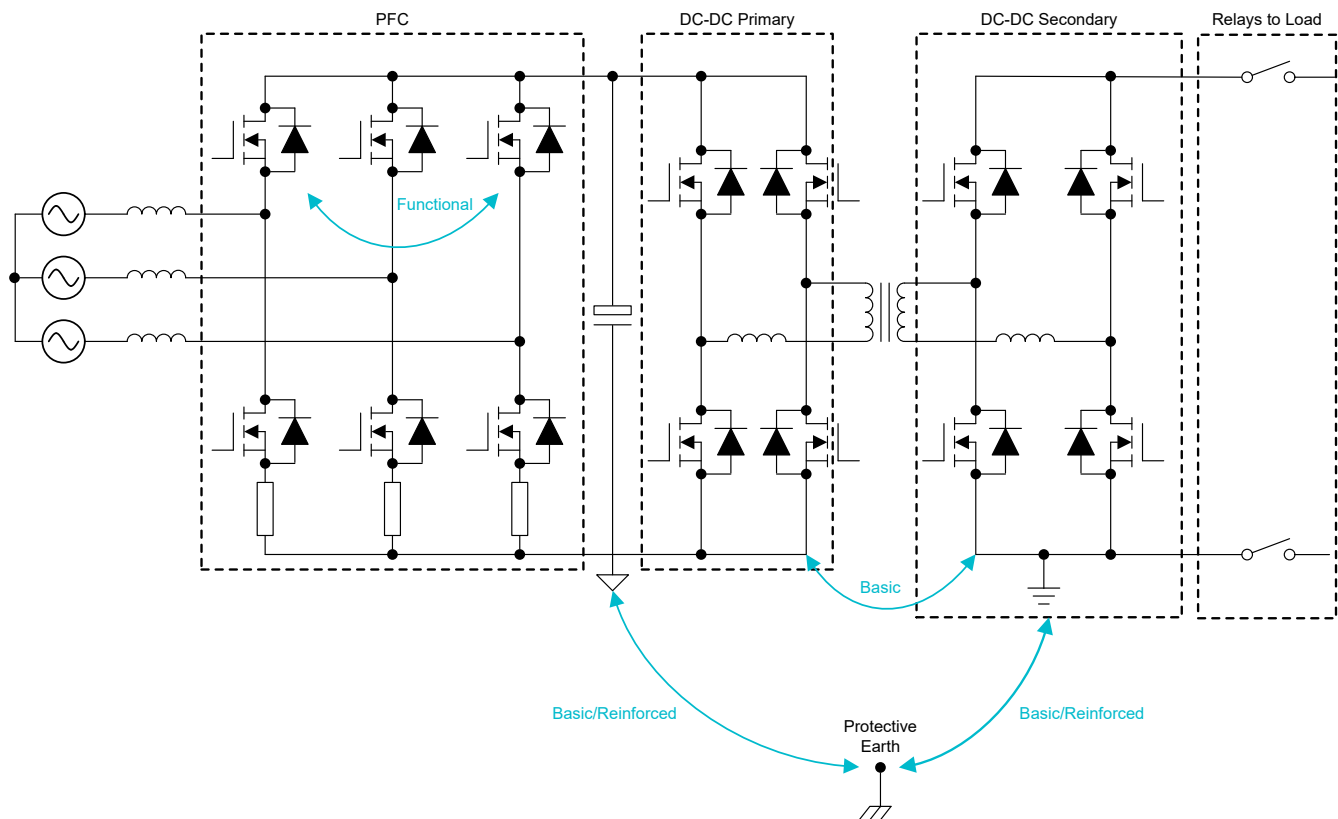 PFC
DC-DC Primary
DC-DC Secondary
Relays to Load
Functional
Basic
Basic/Reinforced
Basic/Reinforced
Protective
Earth